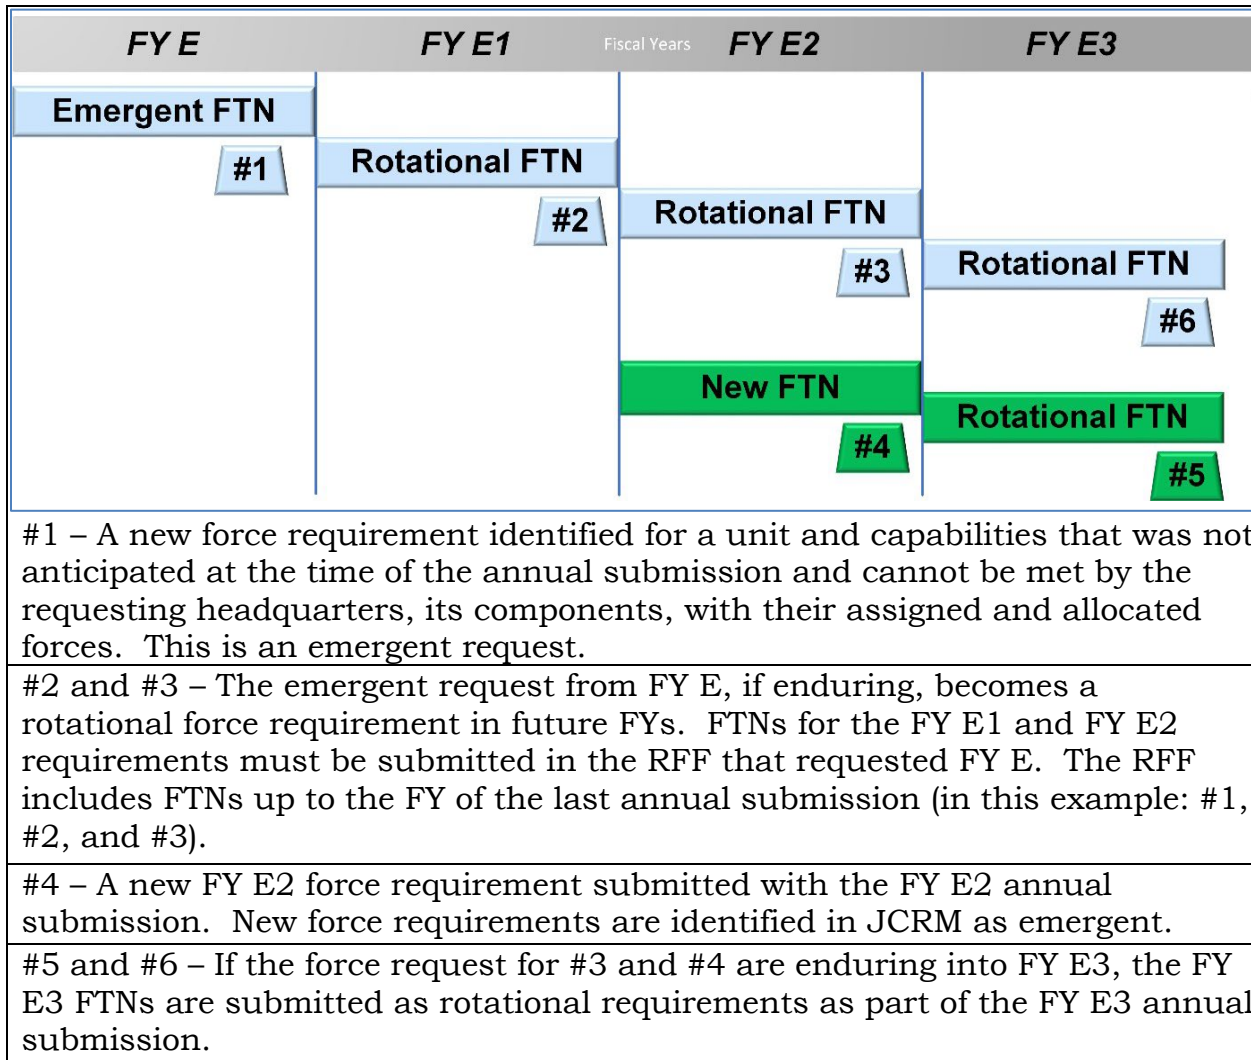 FY E FY E1 Fiscal Years FY E2 FY E3
Emergent FTN
#1
Rotational FTN
#2
Rotational FTN
#3
Rotational FTN
#6
New FTN
#4
Rotational FTN
#5
#1 – A new force requirement identified for a unit and capabilities that was not
anticipated at the time of the annual submission and cannot be met by the
requesting headquarters, its components, with their assigned and allocated
forces.  This is an emergent request.
#2 and #3 – The emergent request from FY E, if enduring, becomes a
rotational force requirement in future FYs.  FTNs for the FY E1 and FY E2
requirements must be submitted in the RFF that requested FY E.  The RFF
includes FTNs up to the FY of the last annual submission (in this example: #1,
#2, and #3).
#4 – A new FY E2 force requirement submitted with the FY E2 annual
submission.  New force requirements are identified in JCRM as emergent.
#5 and #6 – If the force request for #3 and #4 are enduring into FY E3, the FY
E3 FTNs are submitted as rotational requirements as part of the FY E3 annual
submission.